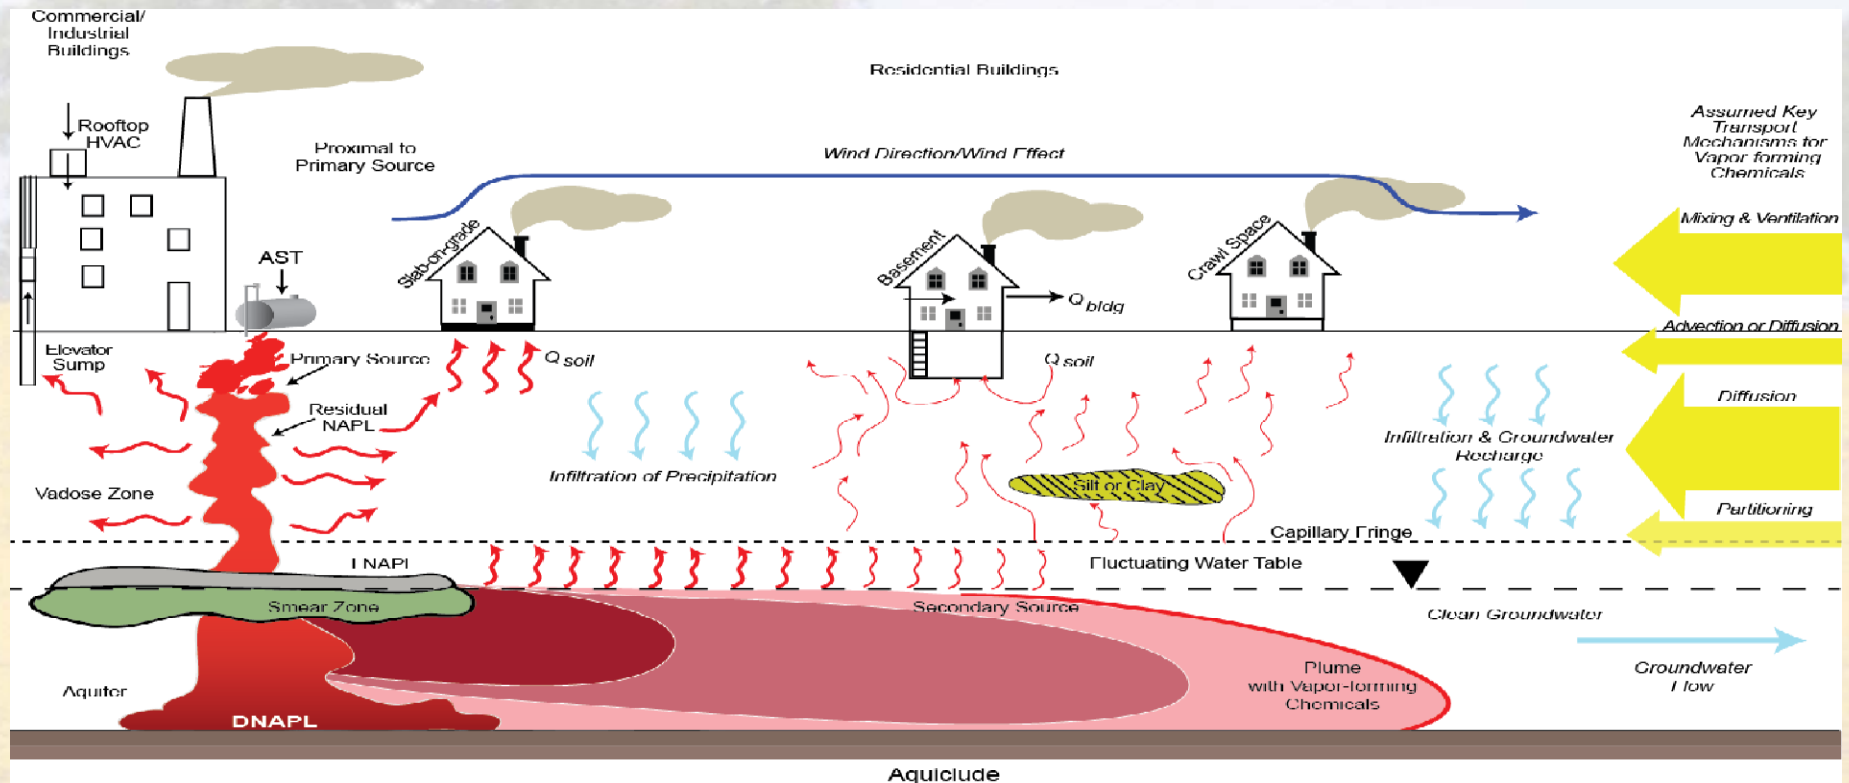 Commercial/
Industrial
Buildings
Rooftop
HVAC
Proximal to
Primary Source
Residential Buildings
Wind Direction/Wind Effect
Assumed Key
Transport
Mechanisms for
Vapor forming
Chemicals
Mixing & Ventilation
AST
Slab-on-grade
Basement
Crawl Space
Q bldg
Advection or Diffusion
Elevator
Sump
Primary Source
Q soil
Q soil
Residual
NAPL
Diffusion
Infiltration of Precipitation
Infiltration & Groundwater
Recharge
Vadose Zone
Silt or Clay
Partitioning
Capillary Fringe
LNAPL
Fluctuating Water Table
Smear Zone
Secondary Source
Clean Groundwater
Aquifer
Plume
with Vapor-forming
Chemicals
Groundwater
Flow
DNAPL
Aquiclude